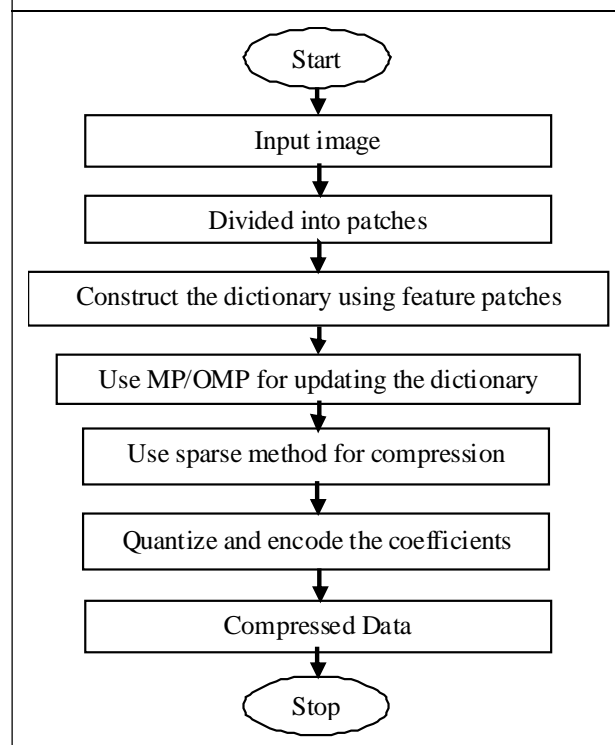 Start
Input image
Divided into patches
Construct the dictionary using feature patches
Use MP/OMP for updating the dictionary
Use sparse method for compression
Quantize and encode the coefficients
Compressed Data
Stop